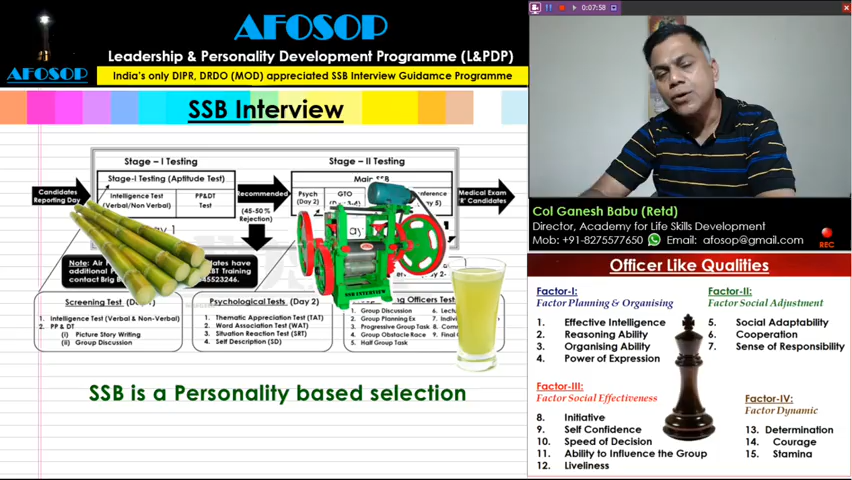 AFOSOP
AFOSOP
Leadership & Personality Development Programme (L&PDP)
India's only DIPR, DRDO (MOD) appreciated SSB Interview Guidamce Programme
SSB Interview
Stage – I Testing
Stage – II Testing
Candidates
Reporting Day
Stage-I Testing (Aptitude Test)
Intelligence Test
(Verbal/Non Verbal)
PP&DT
Test
Recommended
(45-50%
Rejection)
Main SSB
Psych
(Day 2)
GTO
Medical Exam
Note: Air
additional
contact Brig
Training
Screening Test
1. Intelligence Test (Verbal & Non-Verbal)
2. PP & DT
(i) Picture Story Writing
(ii) Group Discussion
Psychological Tests (Day 2)
1. Thematic Appreciation Test (TAT)
2. Word Association Test (WAT)
3. Situation Reaction Test (SRT)
4. Self Description (SD)
1. Group Discussion
2. Group Planning Ex
3. Progressive Group Task
4. Group Obstacle Race
5. Half Group Task
SSB INTERVIEW
SSB is a Personality based selection
0:07:58
Col Ganesh Babu (Retd)
Director, Academy for Life Skills Development
Mob: +91-8275577650 Email: afosop@gmail.com
REC
Officer Like Qualities
Factor-I:
Factor Planning & Organising
1. Effective Intelligence
2. Reasoning Ability
3. Organising Ability
4. Power of Expression
Factor-II:
Factor Social Adjustment
5. Social Adaptability
6. Cooperation
7. Sense of Responsibility
Factor-III:
Factor Social Effectiveness
8. Initiative
9. Self Confidence
10. Speed of Decision
11. Ability to Influence the Group
12. Liveliness
Factor-IV:
Factor Dynamic
13. Determination
14. Courage
15. Stamina